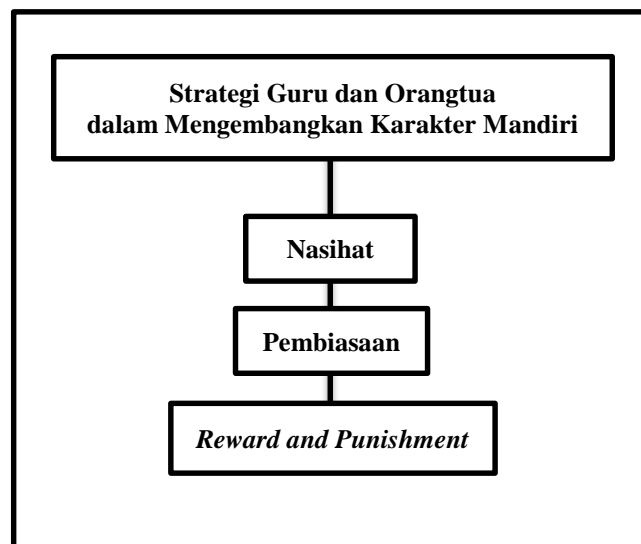 Strategi Guru dan Orangtua
dalam Mengembangkan Karakter Mandiri
Nasihat
Pembiasaan
Reward and Punishment